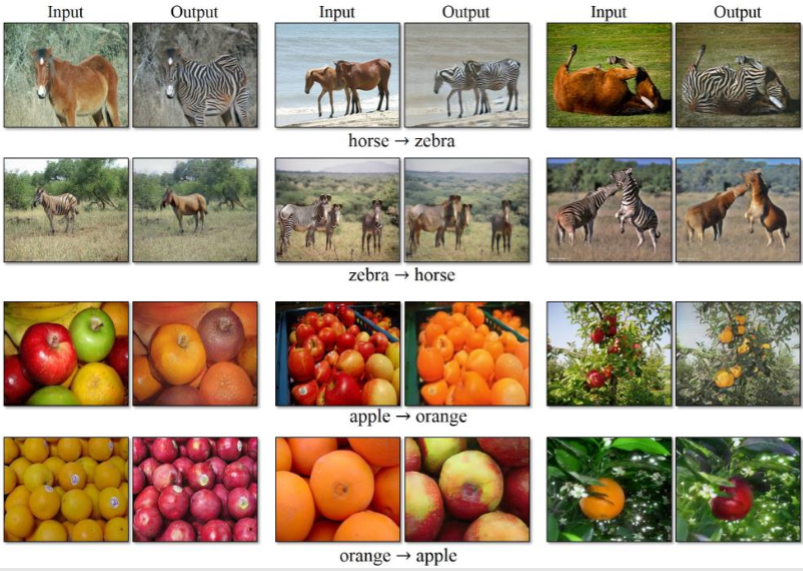 Input Output Input Output Input Output
horse → zebra
zebra → horse
apple → orange
orange → apple